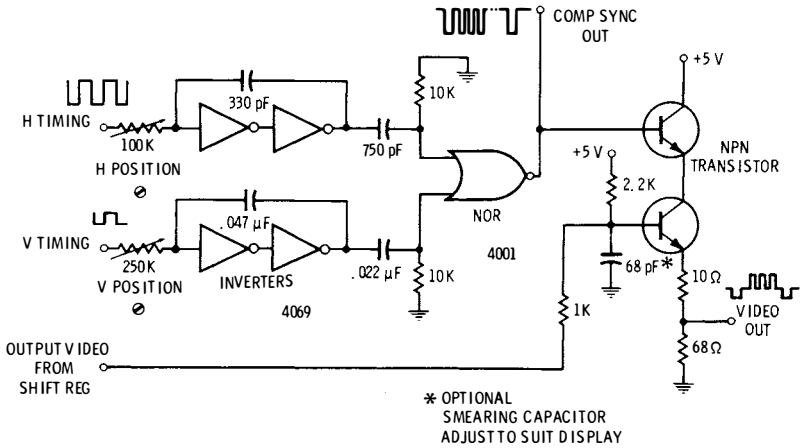 COMP SYNC
OUT
+5 V
10K
330 pF
H TIMING
100K
H POSITION
750 pF
NPN
TRANSISTOR
+5 V
2.2K
NOR
4001
.047 µF
V TIMING
250K
V POSITION
INVERTERS
4069
.022 µF
10K
68 pF*
10Ω
1K
VIDEO
OUT
68Ω
OUTPUT VIDEO
FROM
SHIFT REG
* OPTIONAL
SMEARING CAPACITOR
ADJUST TO SUIT DISPLAY